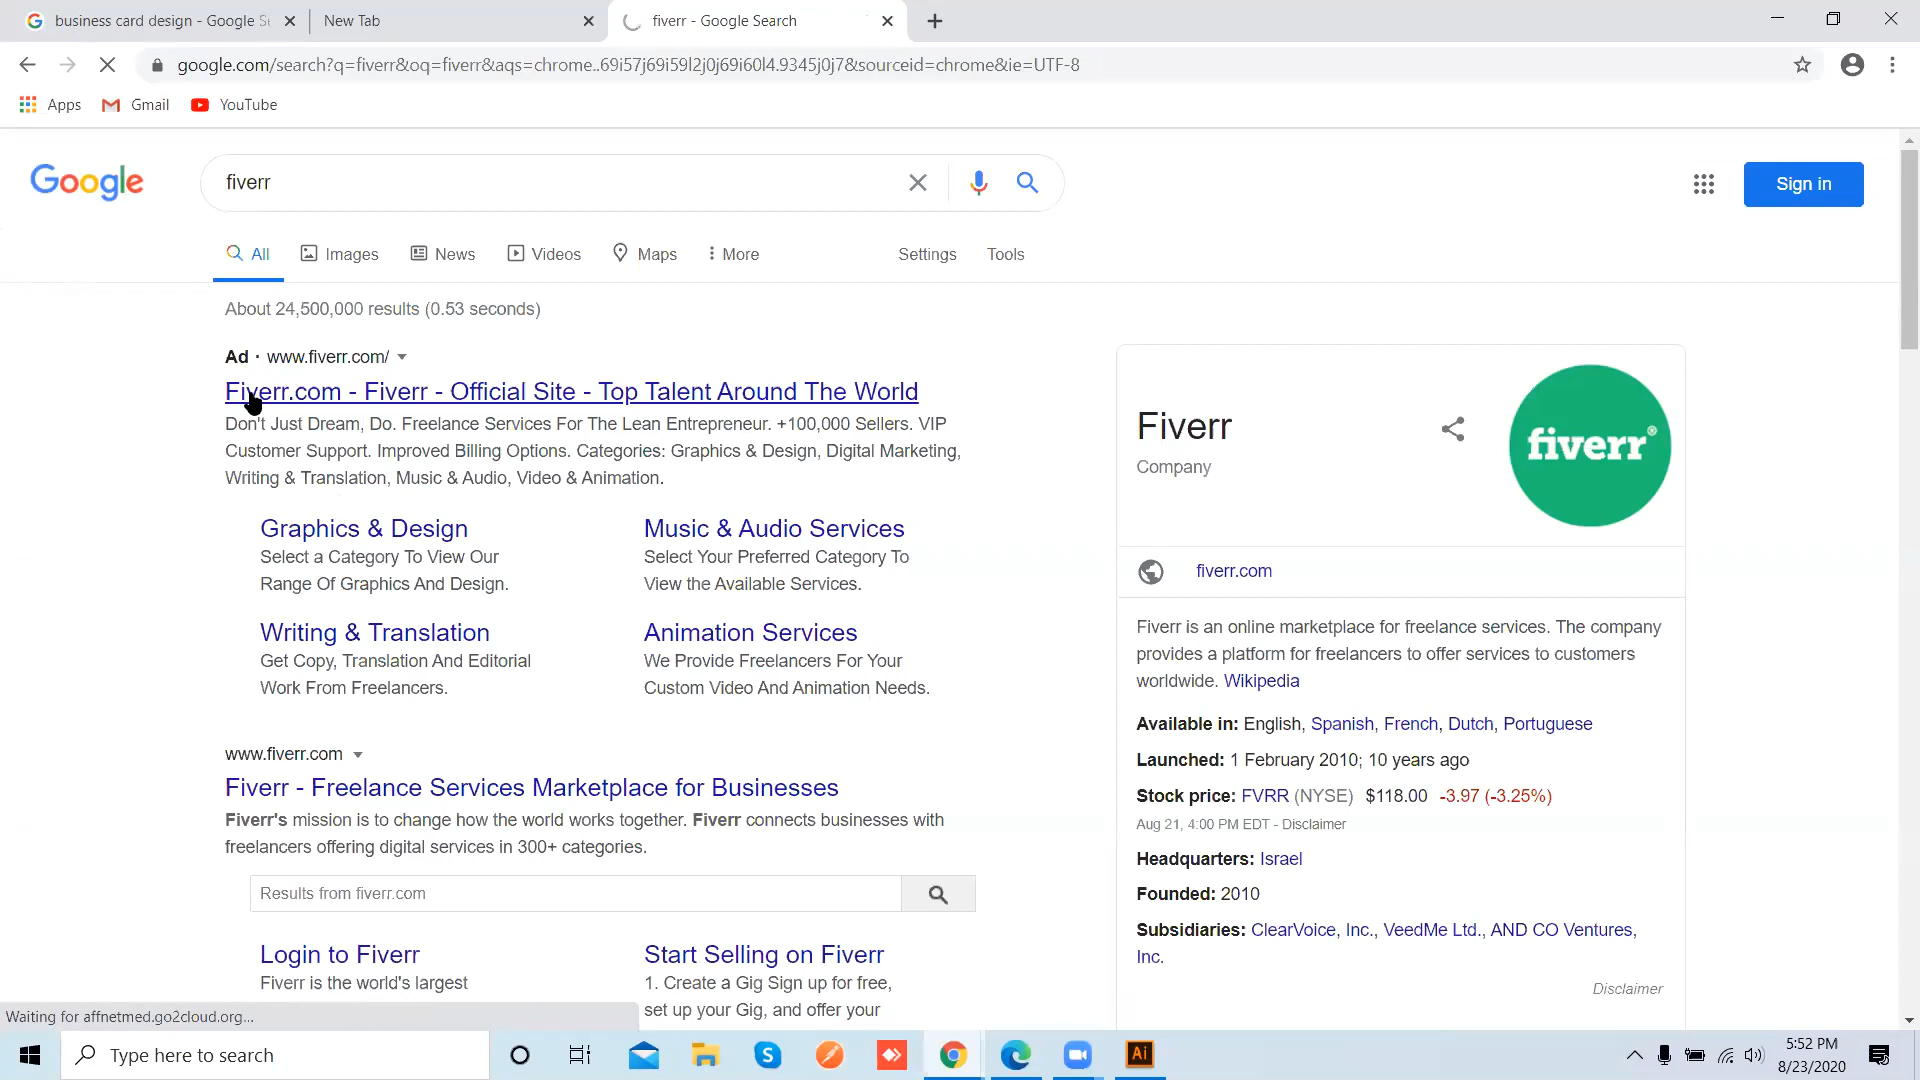 business card design - Google Se
New Tab
fiverr - Google Search
google.com/search?q=fiverr&oq=fiverr&aqs=chrome..69i57j69i59l2j0j69i60l4.9345j0j7&sourceid=chrome&ie=UTF-8
Apps
Gmail
YouTube
Google
fiverr
Sign in
All
Images
News
Videos
Maps
More
Settings
Tools
About 24,500,000 results (0.53 seconds)
Ad · www.fiverr.com/
Fiverr.com - Fiverr - Official Site - Top Talent Around The World
Don't Just Dream, Do. Freelance Services For The Lean Entrepreneur. +100,000 Sellers. VIP
Customer Support. Improved Billing Options. Categories: Graphics & Design, Digital Marketing,
Writing & Translation, Music & Audio, Video & Animation.
Graphics & Design
Select a Category To View Our
Range Of Graphics And Design.
Music & Audio Services
Select Your Preferred Category To
View the Available Services.
Writing & Translation
Get Copy, Translation And Editorial
Work From Freelancers.
Animation Services
We Provide Freelancers For Your
Custom Video And Animation Needs.
www.fiverr.com
Fiverr - Freelance Services Marketplace for Businesses
Fiverr's mission is to change how the world works together. Fiverr connects businesses with
freelancers offering digital services in 300+ categories.
Results from fiverr.com
Login to Fiverr
Fiverr is the world's largest
Start Selling on Fiverr
1. Create a Gig Sign up for free,
set up your Gig, and offer your
Fiverr
Company
fiverr®
fiverr.com
Fiverr is an online marketplace for freelance services. The company
provides a platform for freelancers to offer services to customers
worldwide. Wikipedia
Available in: English, Spanish, French, Dutch, Portuguese
Launched: 1 February 2010; 10 years ago
Stock price: FVRR (NYSE) $118.00 -3.97 (-3.25%)
Aug 21, 4:00 PM EDT - Disclaimer
Headquarters: Israel
Founded: 2010
Subsidiaries: ClearVoice, Inc., VeedMe Ltd., AND CO Ventures,
Inc.
Disclaimer
Waiting for affnetmed.go2cloud.org...
Type here to search
S
Ai
5:52 PM
8/23/2020